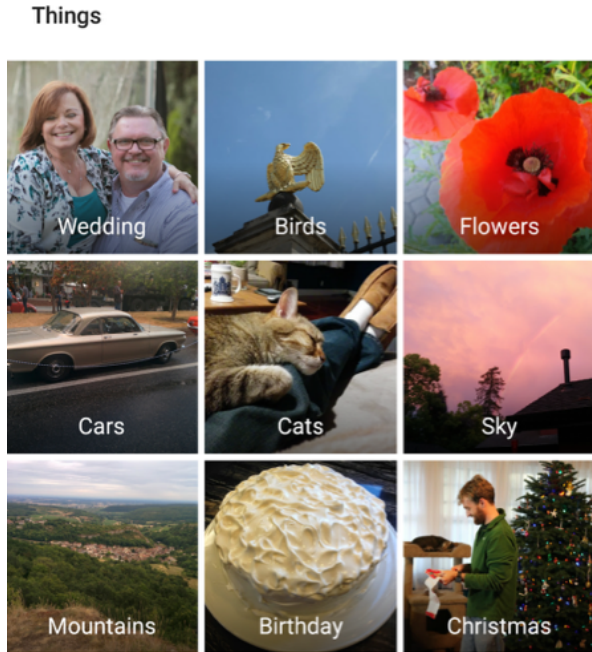 Things
Wedding
Birds
Flowers
Cars
Cats
Sky
Mountains
Birthday
Christmas